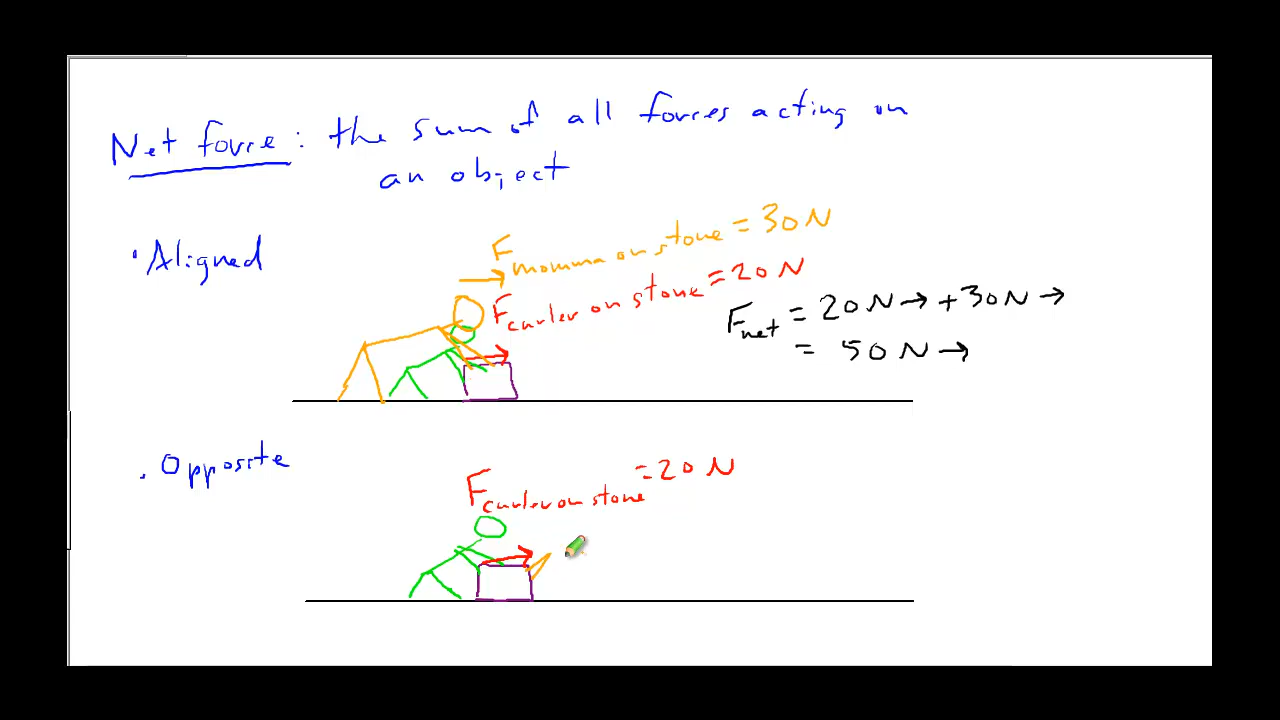 Net force: the sum of all forces acting on
an object
• Aligned
F momma on stone = 30 N
F curler on stone = 20 N
Fnet = 20 N → + 30 N →
= 50 N →
• Opposite
F curler on stone = 20 N